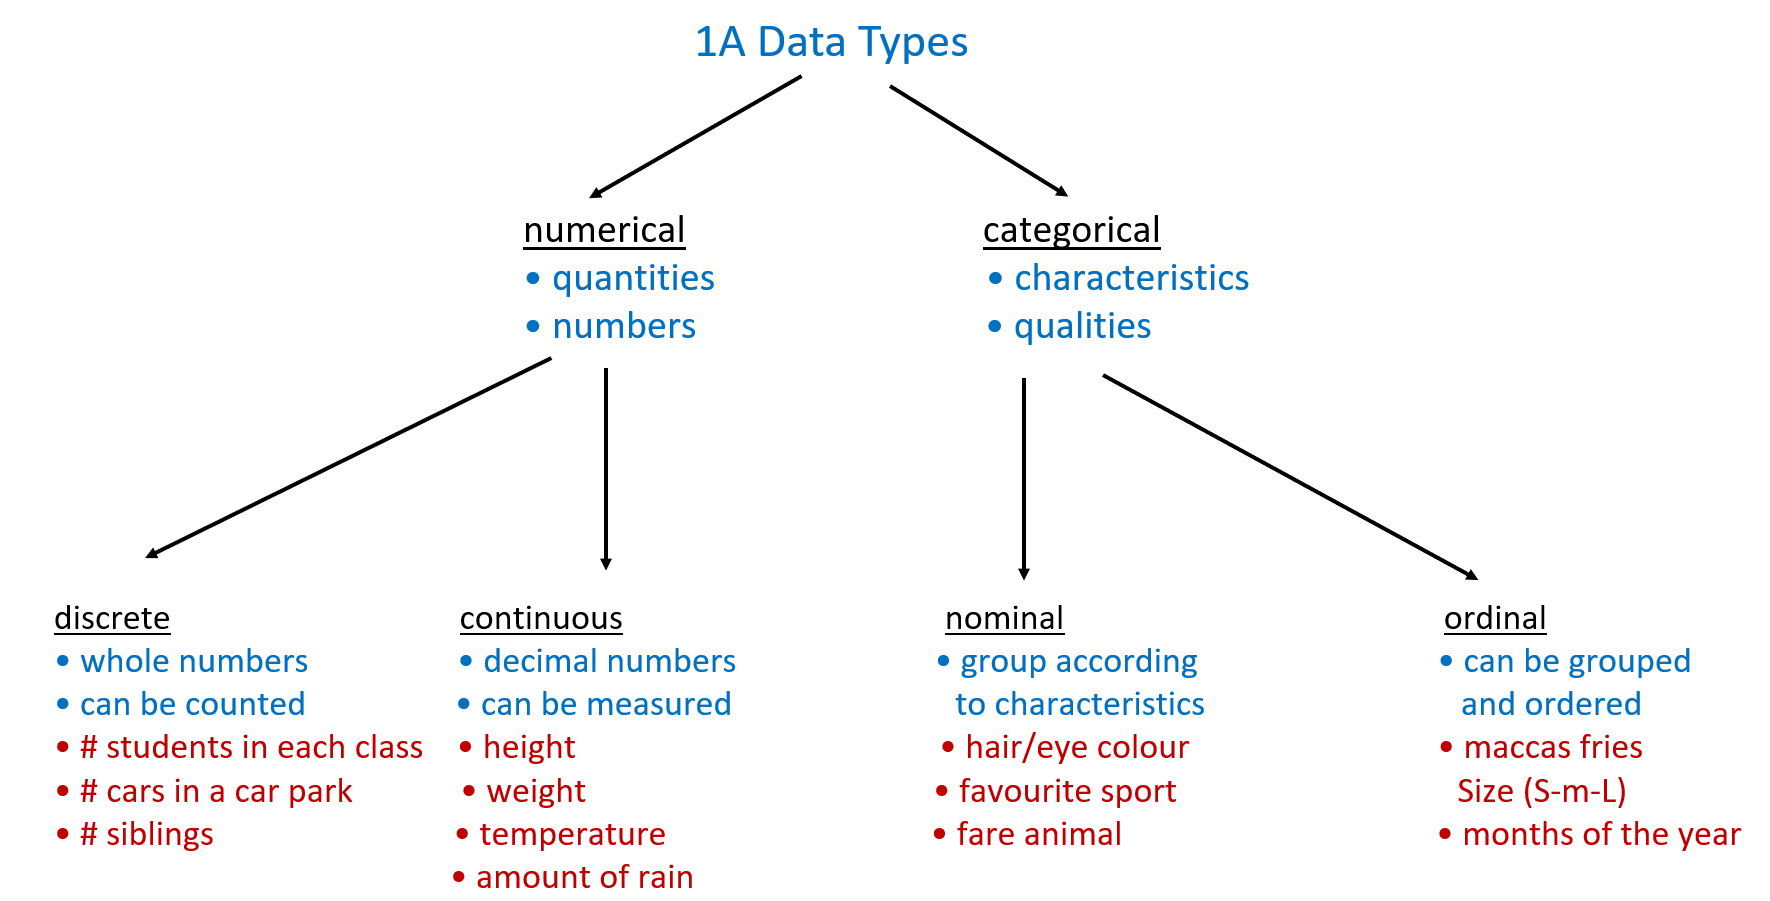 1A Data Types
numerical
• quantities
• numbers
categorical
• characteristics
• qualities
discrete
• whole numbers
• can be counted
• # students in each class
• # cars in a car park
• # siblings
continuous
• decimal numbers
• can be measured
• height
• weight
• temperature
• amount of rain
nominal
• group according
to characteristics
• hair/eye colour
• favourite sport
• fare animal
ordinal
• can be grouped
and ordered
• maccas fries
Size (S-m-L)
• months of the year